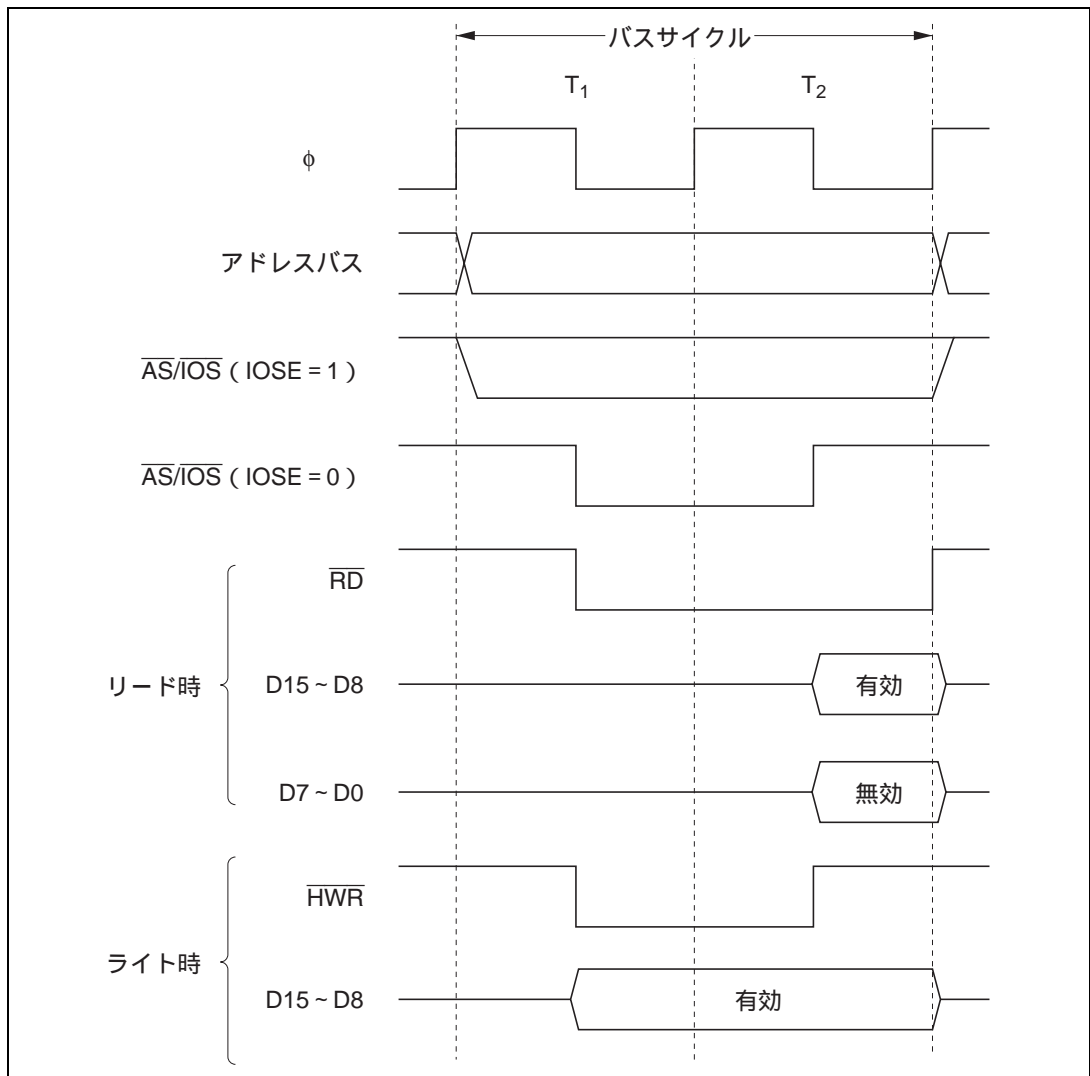 バスサイクル
T1 T2
φ
アドレスバス
AS/IOS ( IOSE = 1 )
AS/IOS ( IOSE = 0 )
RD
リード時 D15 ~ D8 有効
D7 ~ D0 無効
HWR
ライト時 D15 ~ D8 有効